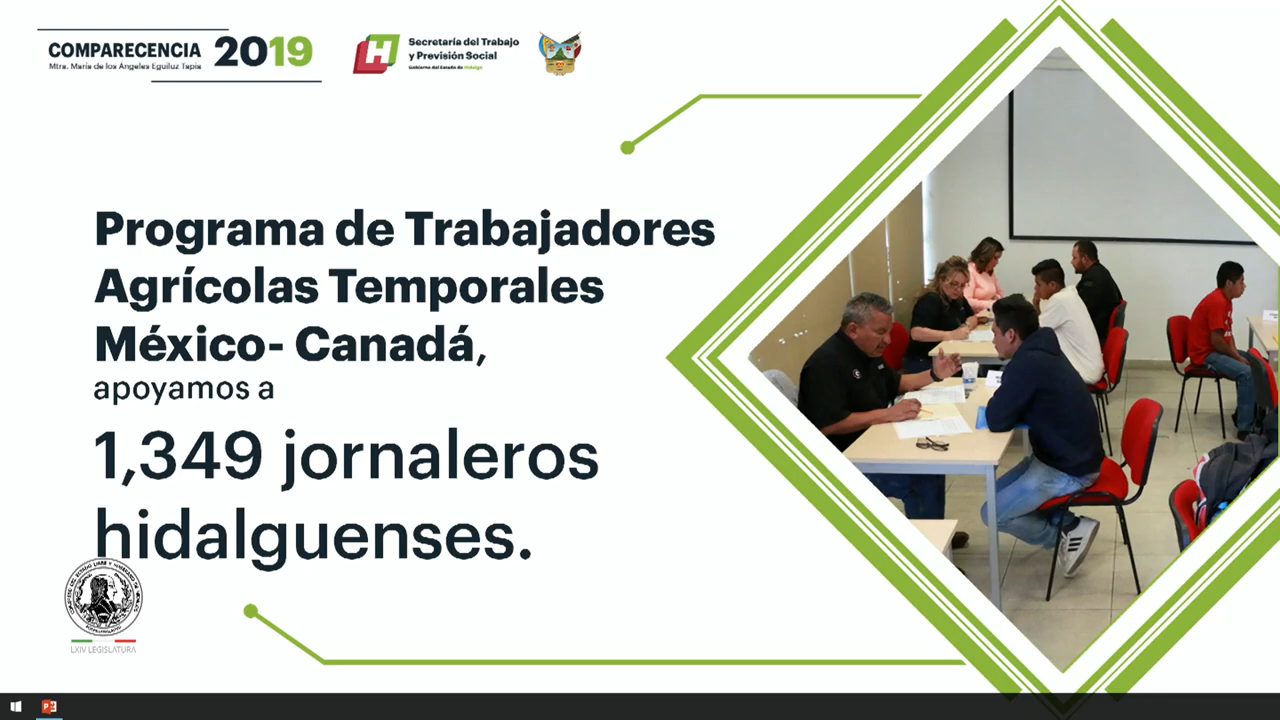 COMPARECENCIA 2019
Mtra. María de los Ángeles Eguiluz Tapia
Secretaría del Trabajo
y Previsión Social
Gobierno del Estado de Hidalgo
Programa de Trabajadores
Agrícolas Temporales
México- Canadá,
apoyamos a
1,349 jornaleros
hidalguenses.
LXIV LEGISLATURA